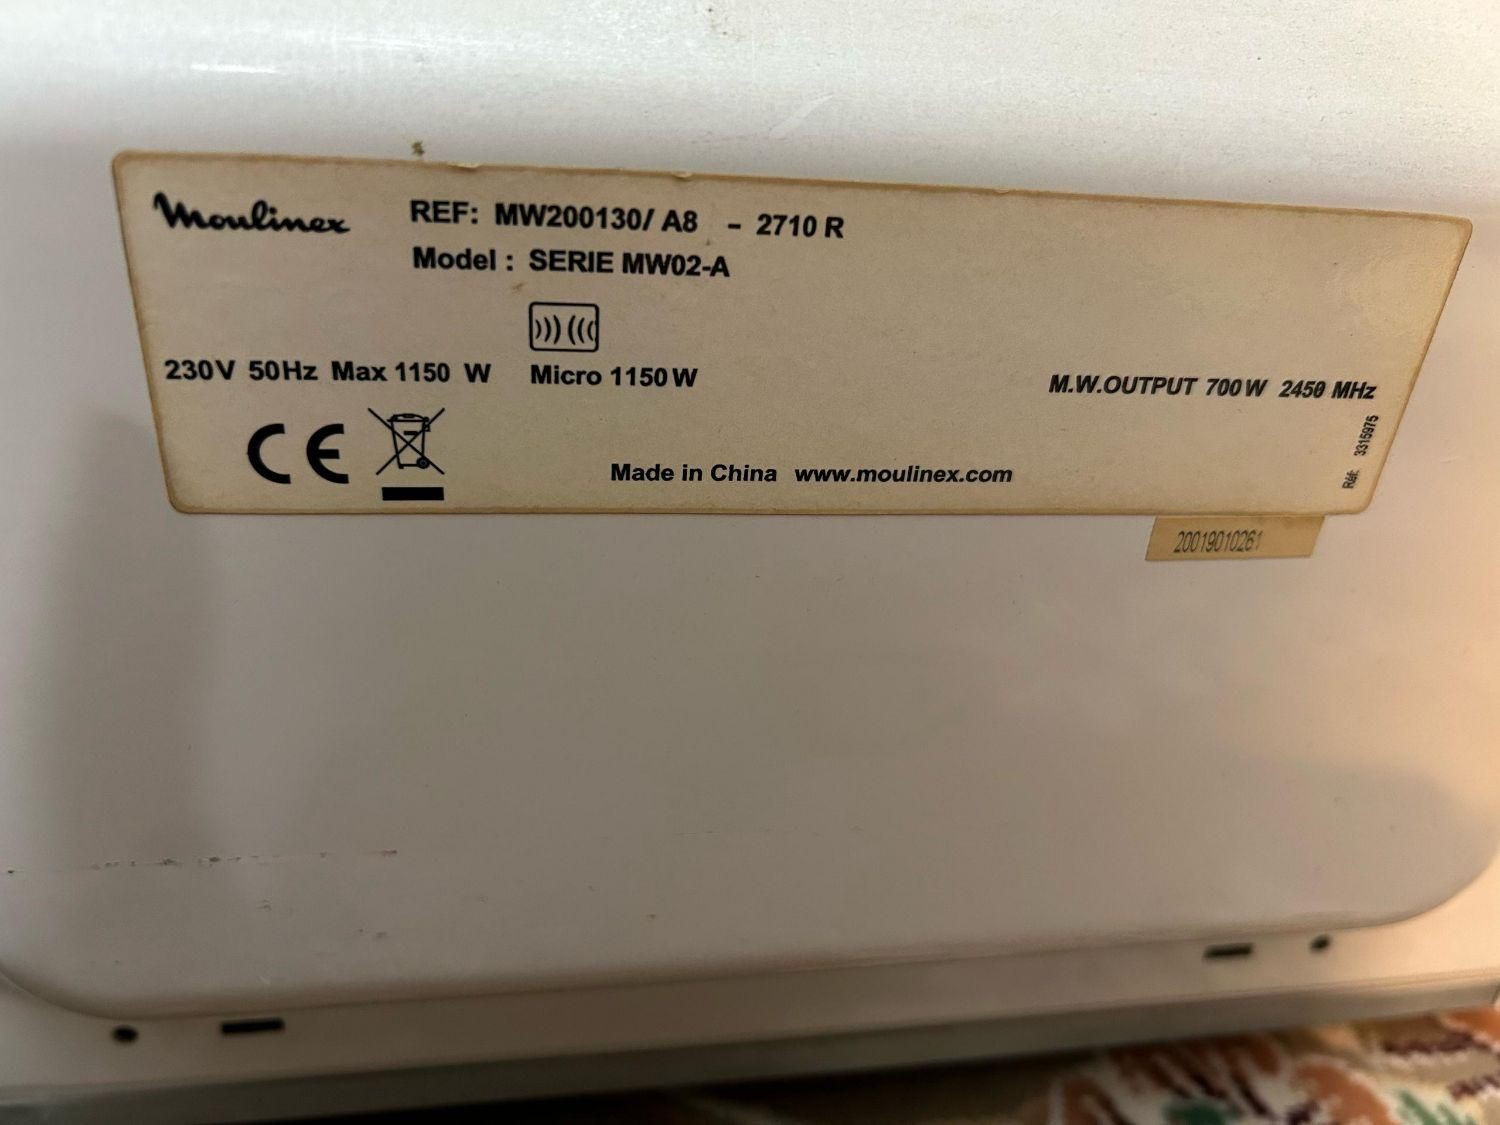 Moulinex
REF: MW200130/ A8 - 2710 R
Model : SERIE MW02-A
230V 50Hz Max 1150 W
Micro 1150 W
M.W.OUTPUT 700W 2450 MHz
CE
Made in China www.moulinex.com
Réf: 3315975
20019010261